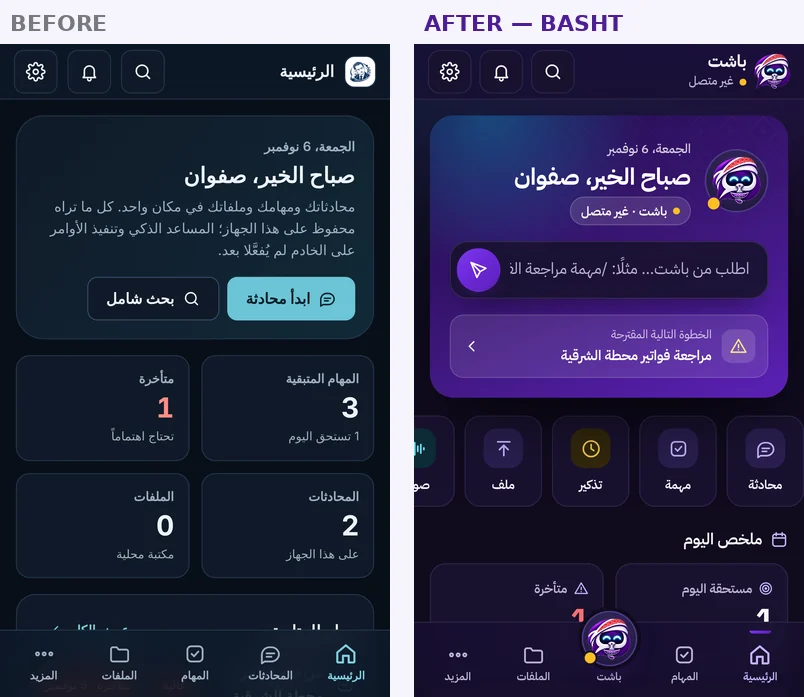 BEFORE
الرئيسية
الجمعة، 6 نوفمبر
صباح الخير، صفوان
محادثاتك ومهامك وملفاتك في مكان واحد. كل ما تراه
محفوظ على هذا الجهاز؛ المساعد الذكي وتنفيذ الأوامر
على الخادم لم يُفعَّلا بعد.
ابدأ محادثة
بحث شامل
المهام المتبقية
3
1 تستحق اليوم
متأخرة
1
تحتاج اهتماماً
المحادثات
2
على هذا الجهاز
الملفات
0
مكتبة محلية
الرئيسية
المحادثات
المهام
الملفات
المزيد
AFTER — BASHT
باشت
غير متصل
الجمعة، 6 نوفمبر
صباح الخير، صفوان
باشت · غير متصل
اطلب من باشت... مثلًا: /مهمة مراجعة
الخطوة التالية المقترحة
مراجعة فواتير محطة الشرقية
محادثة
مهمة
تذكير
ملف
صو
ملخص اليوم
مستحقة اليوم
1
متأخرة
1
الرئيسية
المهام
باشت
الملفات
المزيد